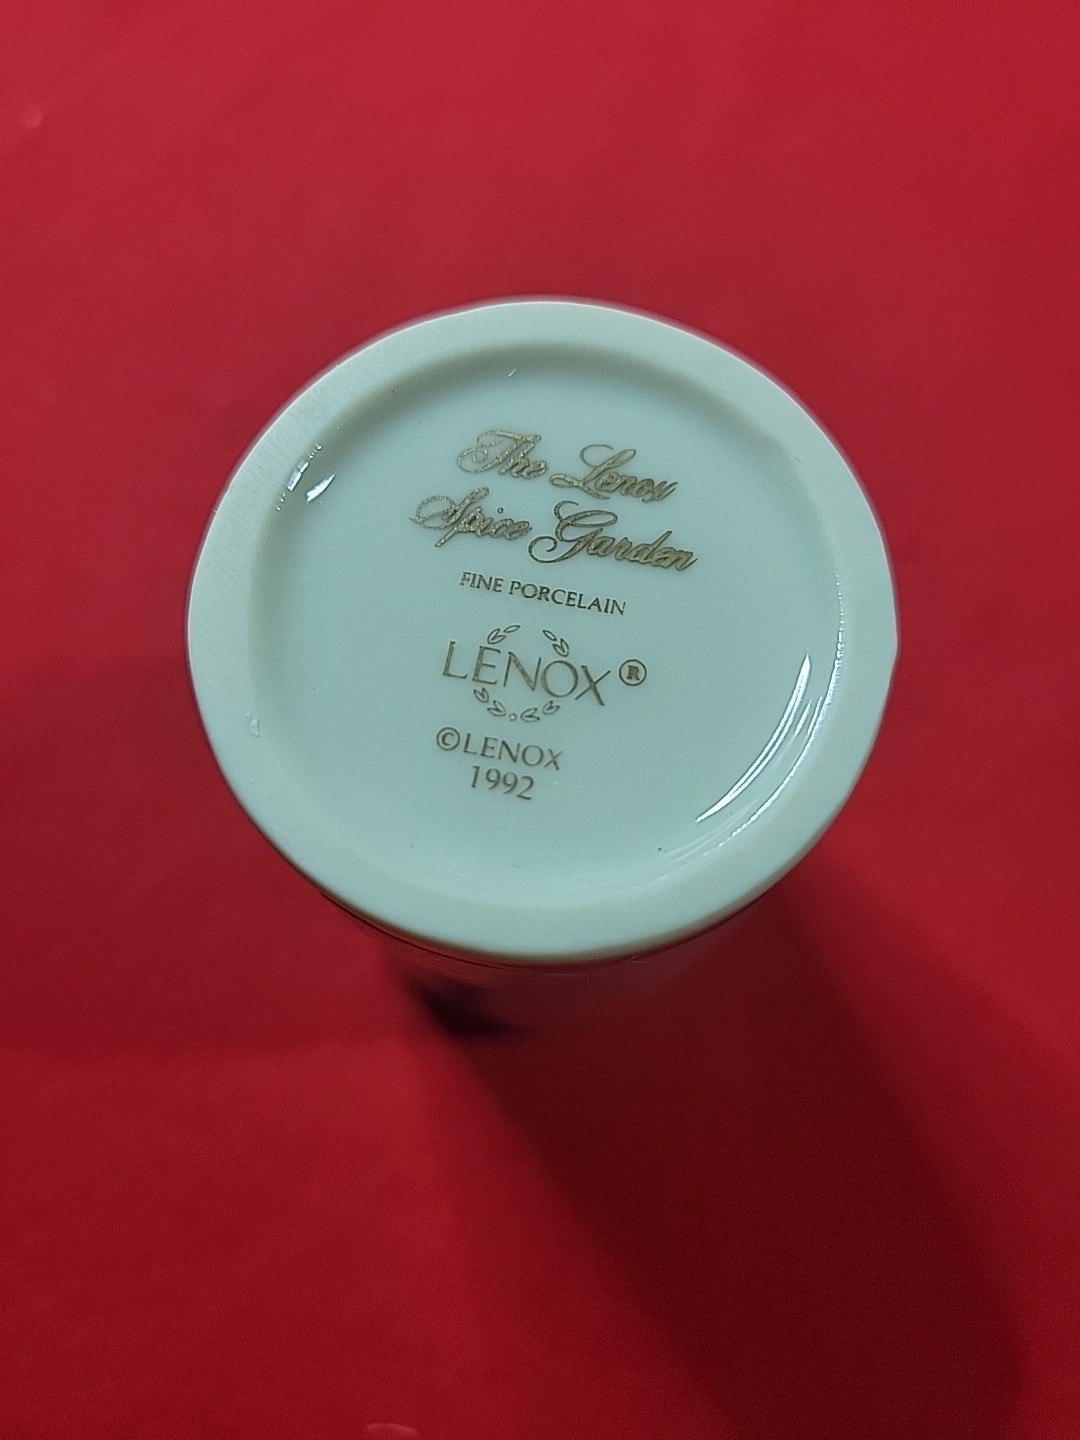 The Lenox
Spice Garden
FINE PORCELAIN
LENOX®
©LENOX
1992